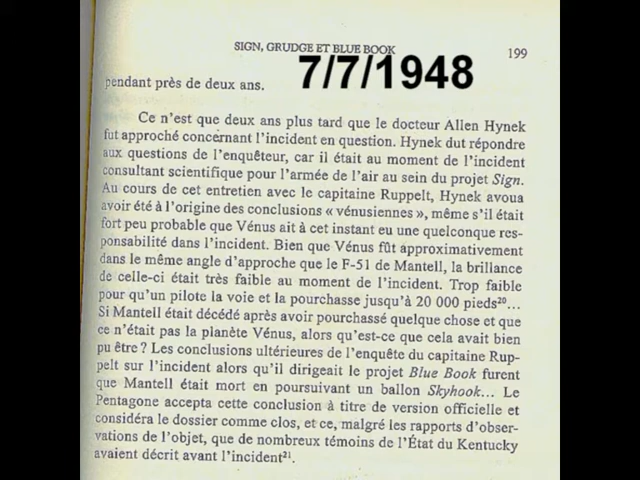 SIGN, GRUDGE ET BLUE BOOK
199
7/7/1948
pendant près de deux ans.
Ce n'est que deux ans plus tard que le docteur Allen Hynek
fut approché concernant l'incident en question. Hynek dut répondre
aux questions de l'enquêteur, car il était au moment de l'incident
consultant scientifique pour l'armée de l'air au sein du projet Sign.
Au cours de cet entretien avec le capitaine Ruppelt, Hynek avoua
avoir été à l'origine des conclusions « vénusiennes », même s'il était
fort peu probable que Vénus ait à cet instant eu une quelconque res-
ponsabilité dans l'incident. Bien que Vénus fût approximativement
dans le même angle d'approche que le F-51 de Mantell, la brillance
de celle-ci était très faible au moment de l'incident. Trop faible
pour qu'un pilote la voie et la pourchasse jusqu'à 20 000 pieds²⁰...
Si Mantell était décédé après avoir pourchassé quelque chose et que
ce n'était pas la planète Vénus, alors qu'est-ce que cela avait bien
pu être ? Les conclusions ultérieures de l'enquête du capitaine Rup-
pelt sur l'incident alors qu'il dirigeait le projet Blue Book furent
que Mantell était mort en poursuivant un ballon Skyhook... Le
Pentagone accepta cette conclusion à titre de version officielle et
considéra le dossier comme clos, et ce, malgré les rapports d'obser-
vations de l'objet, que de nombreux témoins de l'État du Kentucky
avaient décrit avant l'incident²¹.